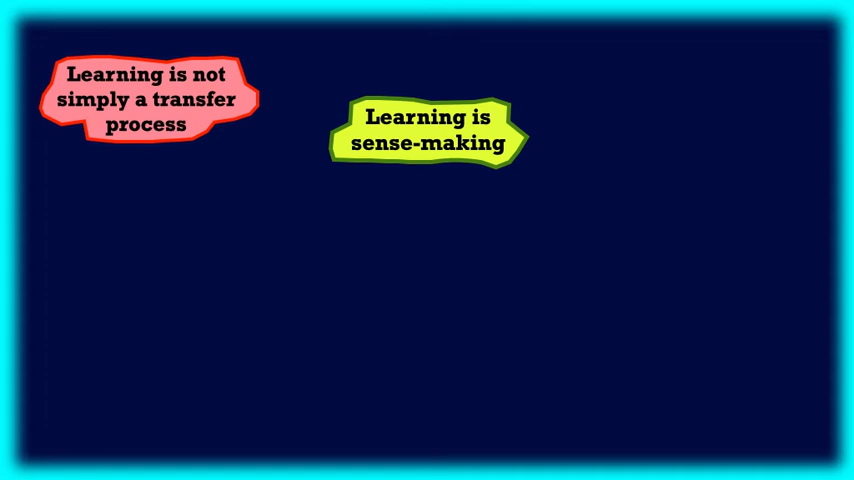 Learning is not
simply a transfer
process
Learning is
sense-making